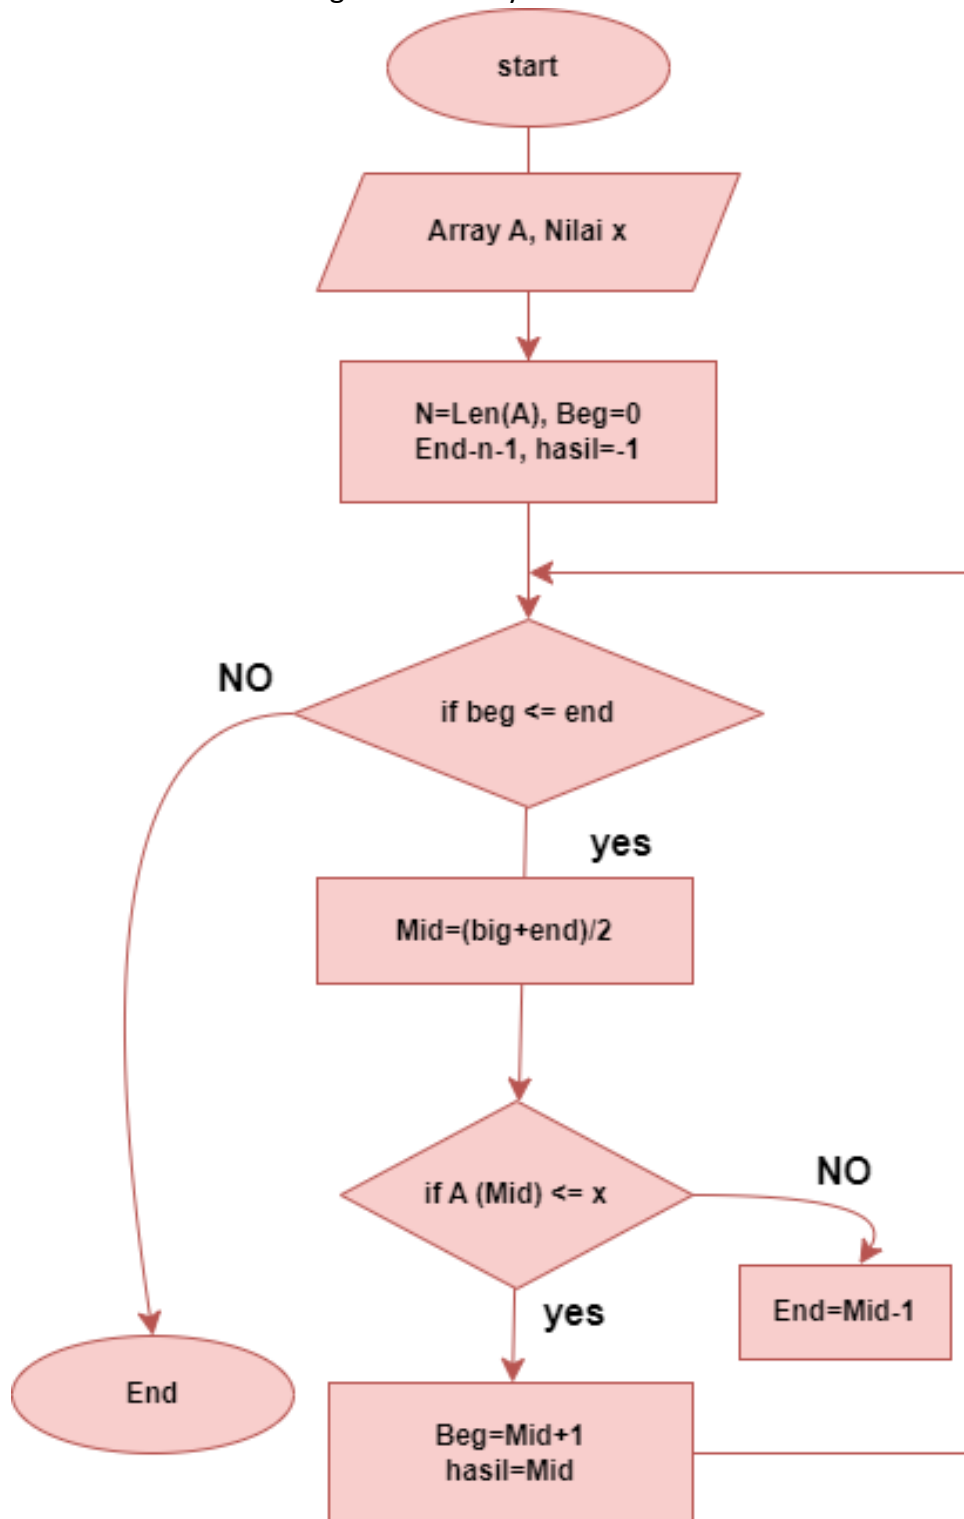 start
Array A, Nilai x
N=Len(A), Beg=0
End-n-1, hasil=-1
NO
if beg <= end
yes
Mid=(big+end)/2
if A (Mid) <= x
NO
yes
End=Mid-1
End
Beg=Mid+1
hasil=Mid